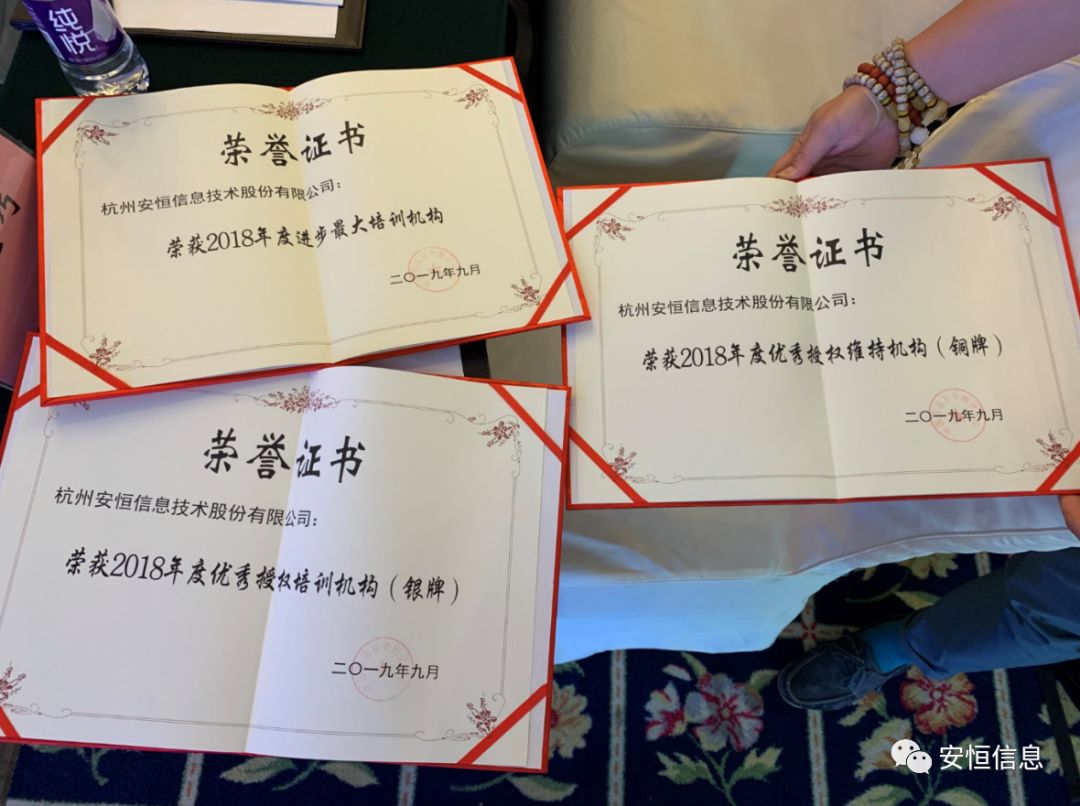 纯悦
荣誉证书
杭州安恒信息技术股份有限公司：
荣获2018年度进步最大培训机构
二〇一九年九月
荣誉证书
杭州安恒信息技术股份有限公司：
荣获2018年度优秀授权维持机构（铜牌）
二〇一九年九月
荣誉证书
杭州安恒信息技术股份有限公司：
荣获2018年度优秀授权培训机构（银牌）
二〇一九年九月
安恒信息